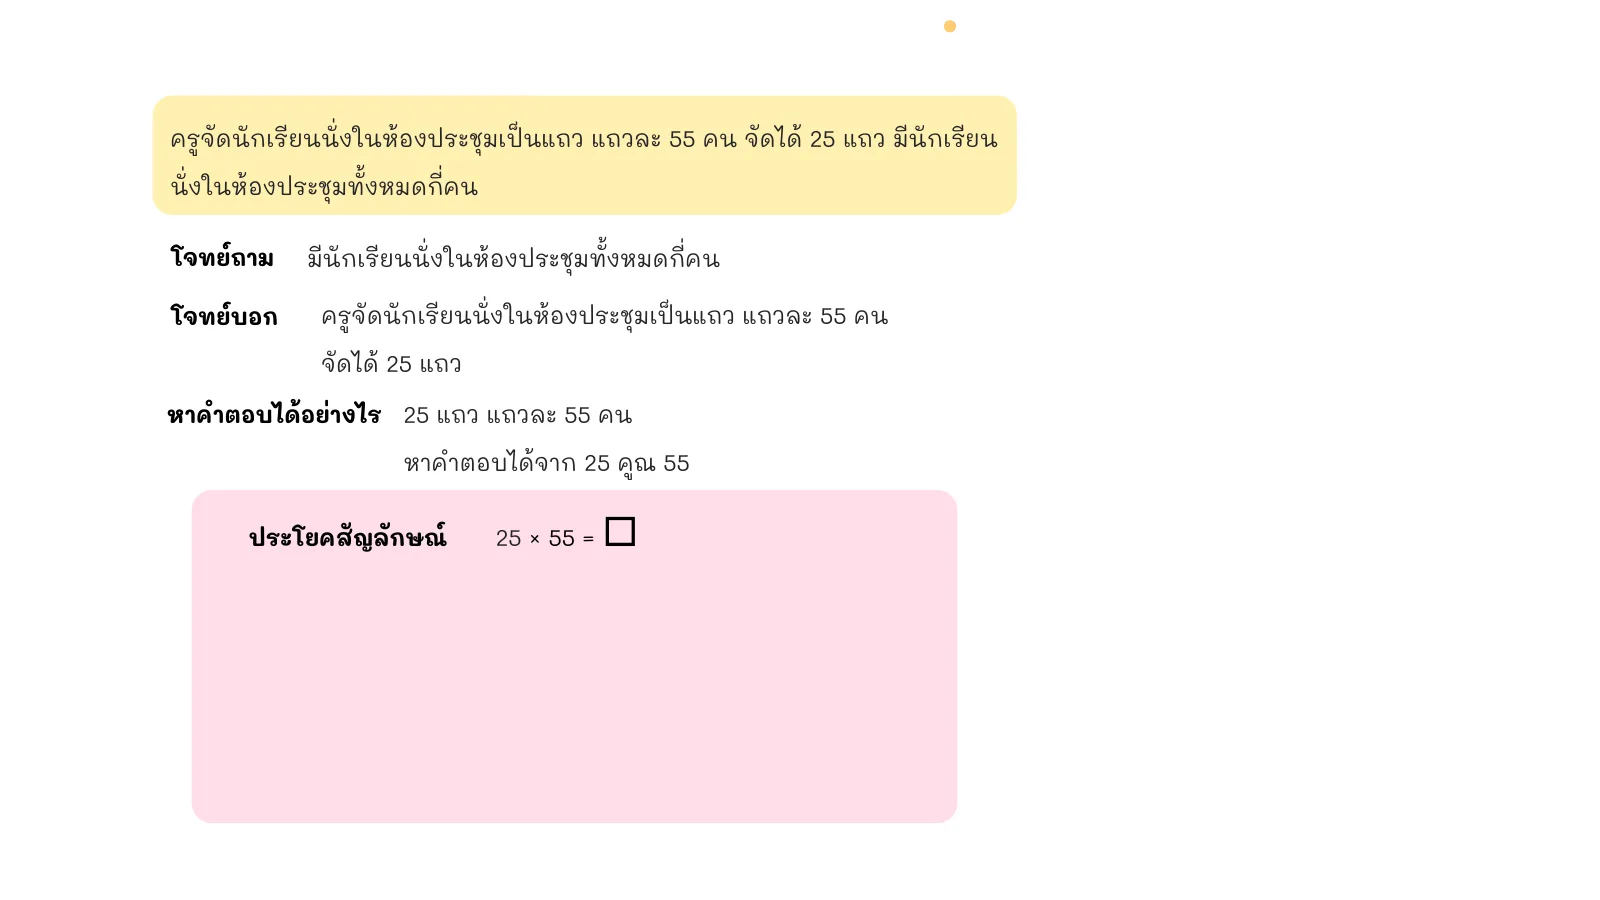 ครูจัดนักเรียนนั่งในห้องประชุมเป็นแถว แถวละ 55 คน จัดได้ 25 แถว มีนักเรียน
นั่งในห้องประชุมทั้งหมดกี่คน
โจทย์ถาม มีนักเรียนนั่งในห้องประชุมทั้งหมดกี่คน
โจทย์บอก ครูจัดนักเรียนนั่งในห้องประชุมเป็นแถว แถวละ 55 คน
จัดได้ 25 แถว
หาคำตอบได้อย่างไร 25 แถว แถวละ 55 คน
หาคำตอบได้จาก 25 คูณ 55
ประโยคสัญลักษณ์ 25 × 55 = □